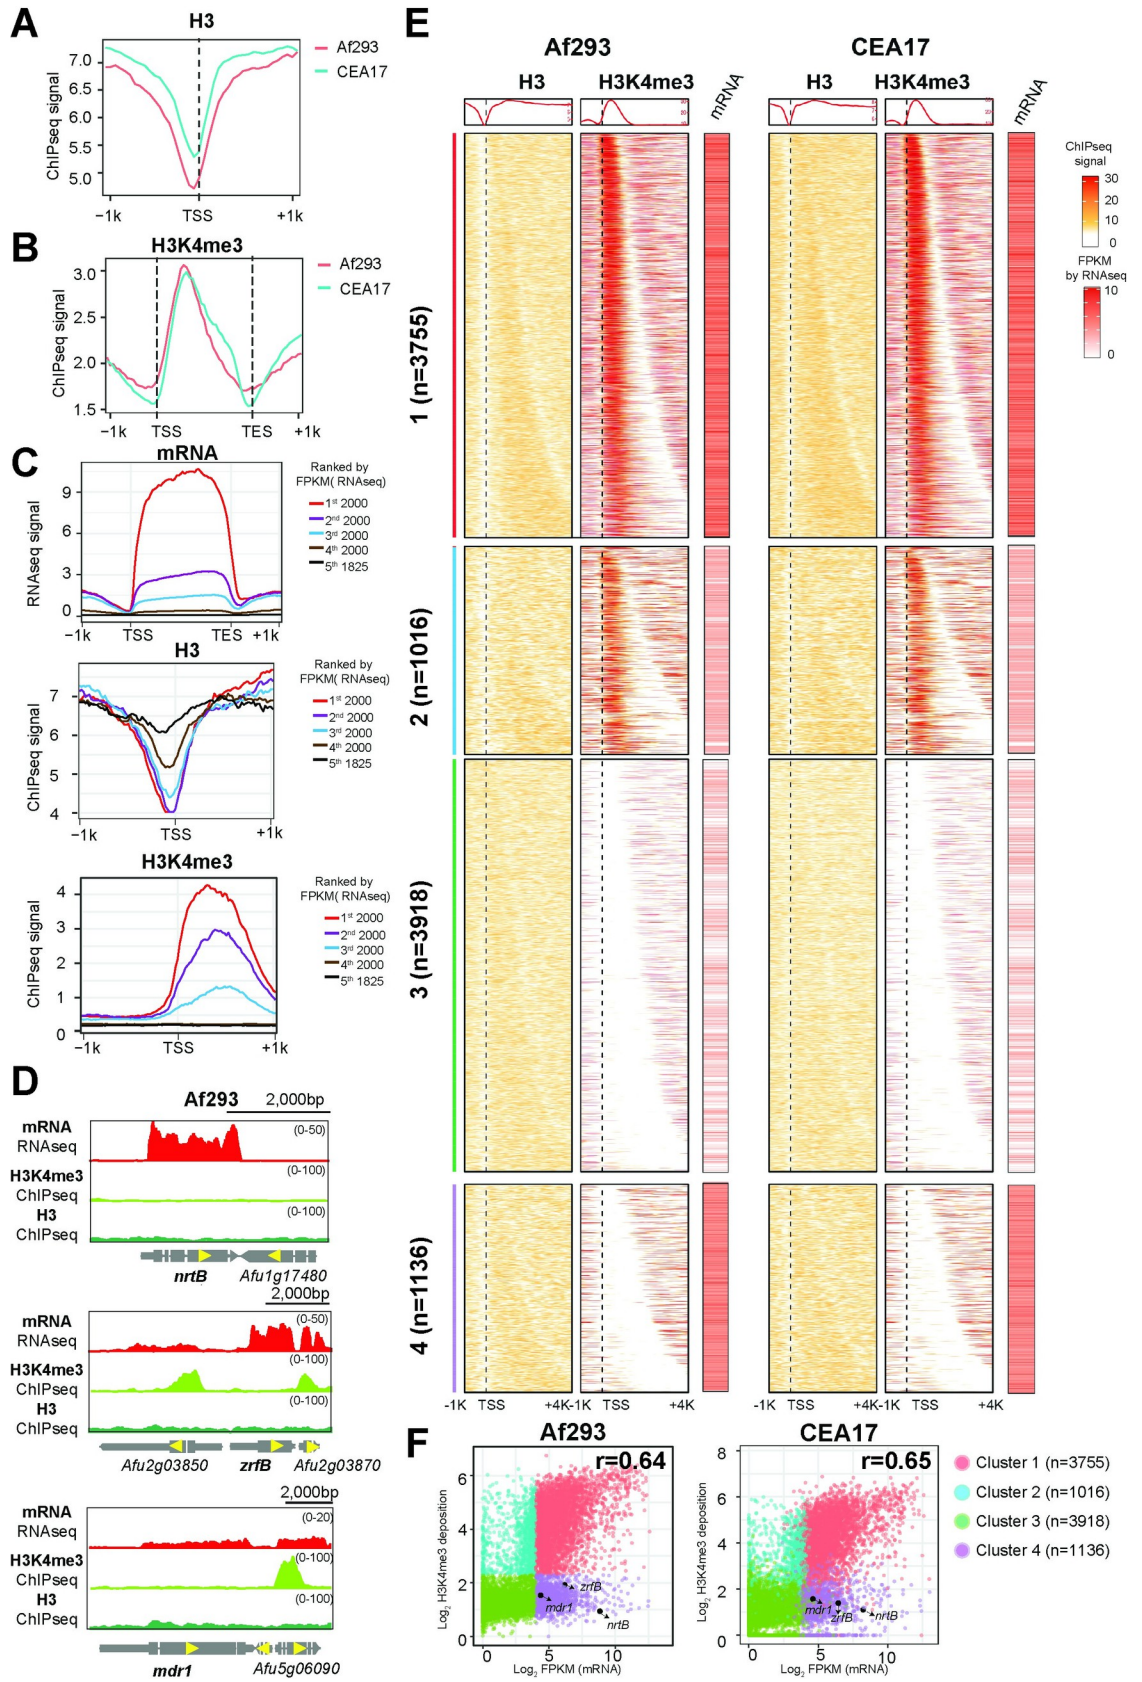 A
H3
ChIPseq signal
7.0
6.5
6.0
5.5
5.0
−1k
TSS
+1k
Af293
CEA17
B
H3K4me3
ChIPseq signal
3.0
2.5
2.0
1.5
−1k
TSS
TES
+1k
Af293
CEA17
C
mRNA
RNAseq signal
9
6
3
0
−1k
TSS
TES
+1k
Ranked by
FPKM( RNAseq)
1st 2000
2nd 2000
3rd 2000
4th 2000
5th 1825
H3
ChIPseq signal
7
6
5
4
−1k
TSS
+1k
Ranked by
FPKM( RNAseq)
1st 2000
2nd 2000
3rd 2000
4th 2000
5th 1825
H3K4me3
ChIPseq signal
4
3
2
1
0
−1k
TSS
+1k
Ranked by
FPKM( RNAseq)
1st 2000
2nd 2000
3rd 2000
4th 2000
5th 1825
D
Af293
2,000bp
mRNA
RNAseq
(0-50)
H3K4me3
ChIPseq
(0-100)
H3
ChIPseq
(0-100)
nrtB
Afu1g17480
2,000bp
mRNA
RNAseq
(0-50)
H3K4me3
ChIPseq
(0-100)
H3
ChIPseq
(0-100)
Afu2g03850
zrfB
Afu2g03870
2,000bp
mRNA
RNAseq
(0-20)
H3K4me3
ChIPseq
(0-100)
H3
ChIPseq
(0-100)
mdr1
Afu5g06090
E
Af293
CEA17
H3
H3K4me3
mRNA
H3
H3K4me3
mRNA
1 (n=3755)
2 (n=1016)
3 (n=3918)
4 (n=1136)
-1K TSS +4K
-1K TSS +4K
-1K TSS +4K
-1K TSS +4K
ChIPseq
signal
30
20
10
0
FPKM
by RNAseq
10
0
F
Af293
r=0.64
Log2 H3K4me3 deposition
6
4
2
0
0 5 10
Log2 FPKM (mRNA)
zrfB
mdr1
nrtB
CEA17
r=0.65
Log2 H3K4me3 deposition
8
6
4
2
0
0 5 10
Log2 FPKM (mRNA)
mdr1
zrfB
nrtB
Cluster 1 (n=3755)
Cluster 2 (n=1016)
Cluster 3 (n=3918)
Cluster 4 (n=1136)